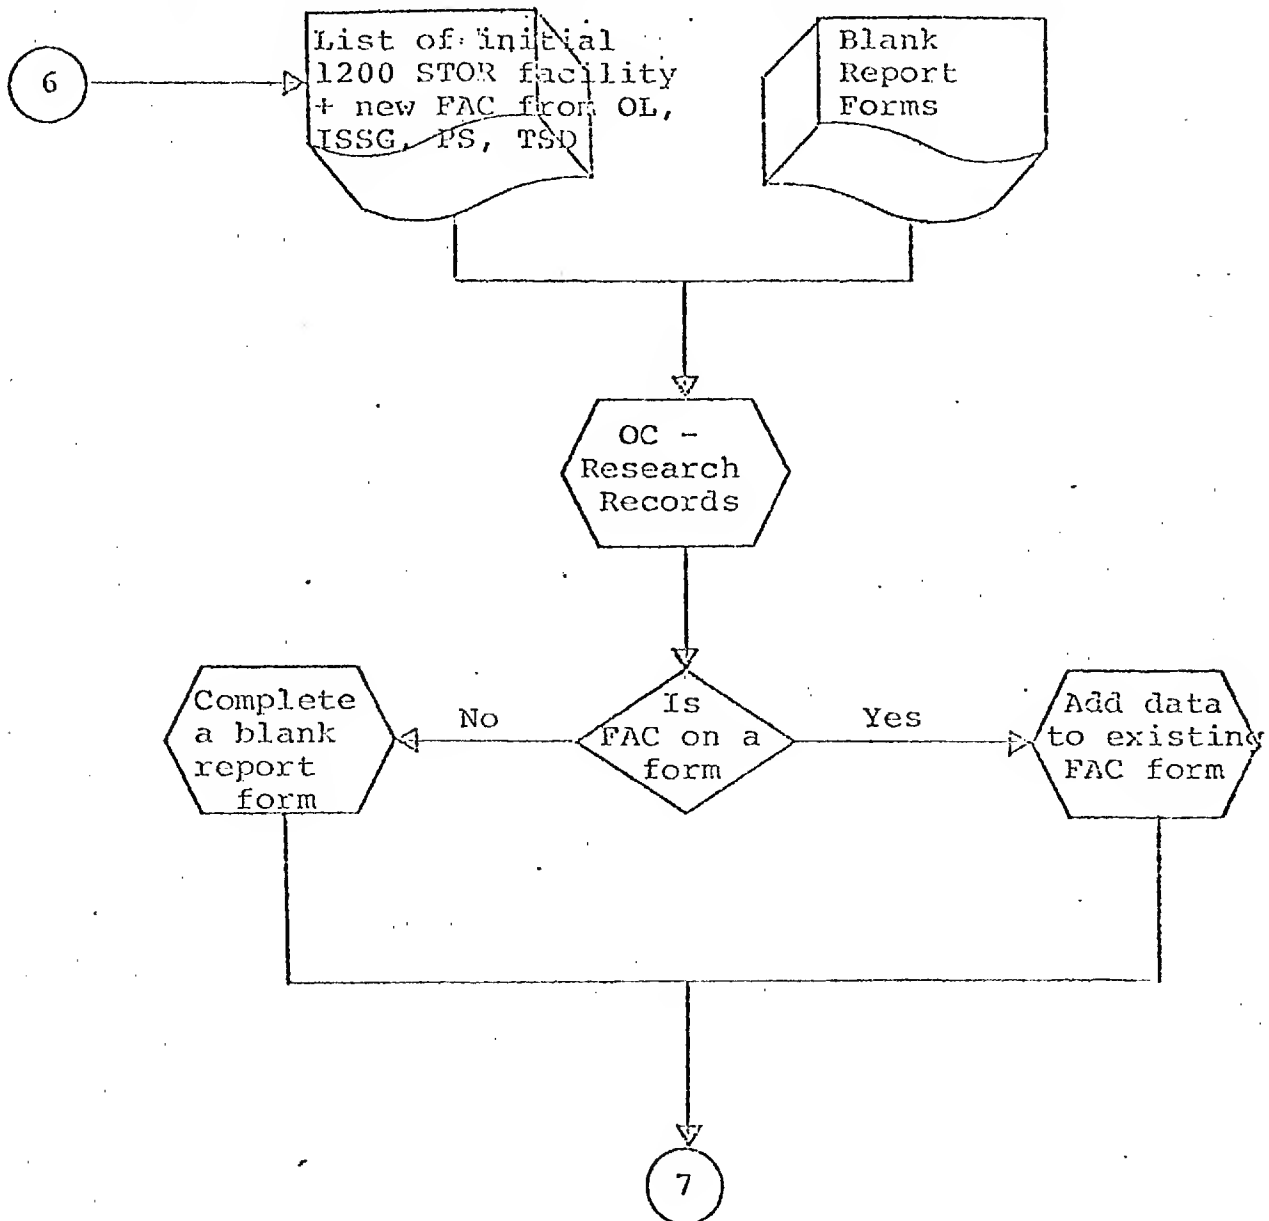 6
List of initial
1200 STOR facility
+ new FAC from OL,
ISSG, PS, TSD
Blank
Report
Forms
OC -
Research
Records
Is
FAC on a
form
No
Yes
Complete
a blank
report
form
Add data
to existing
FAC form
7